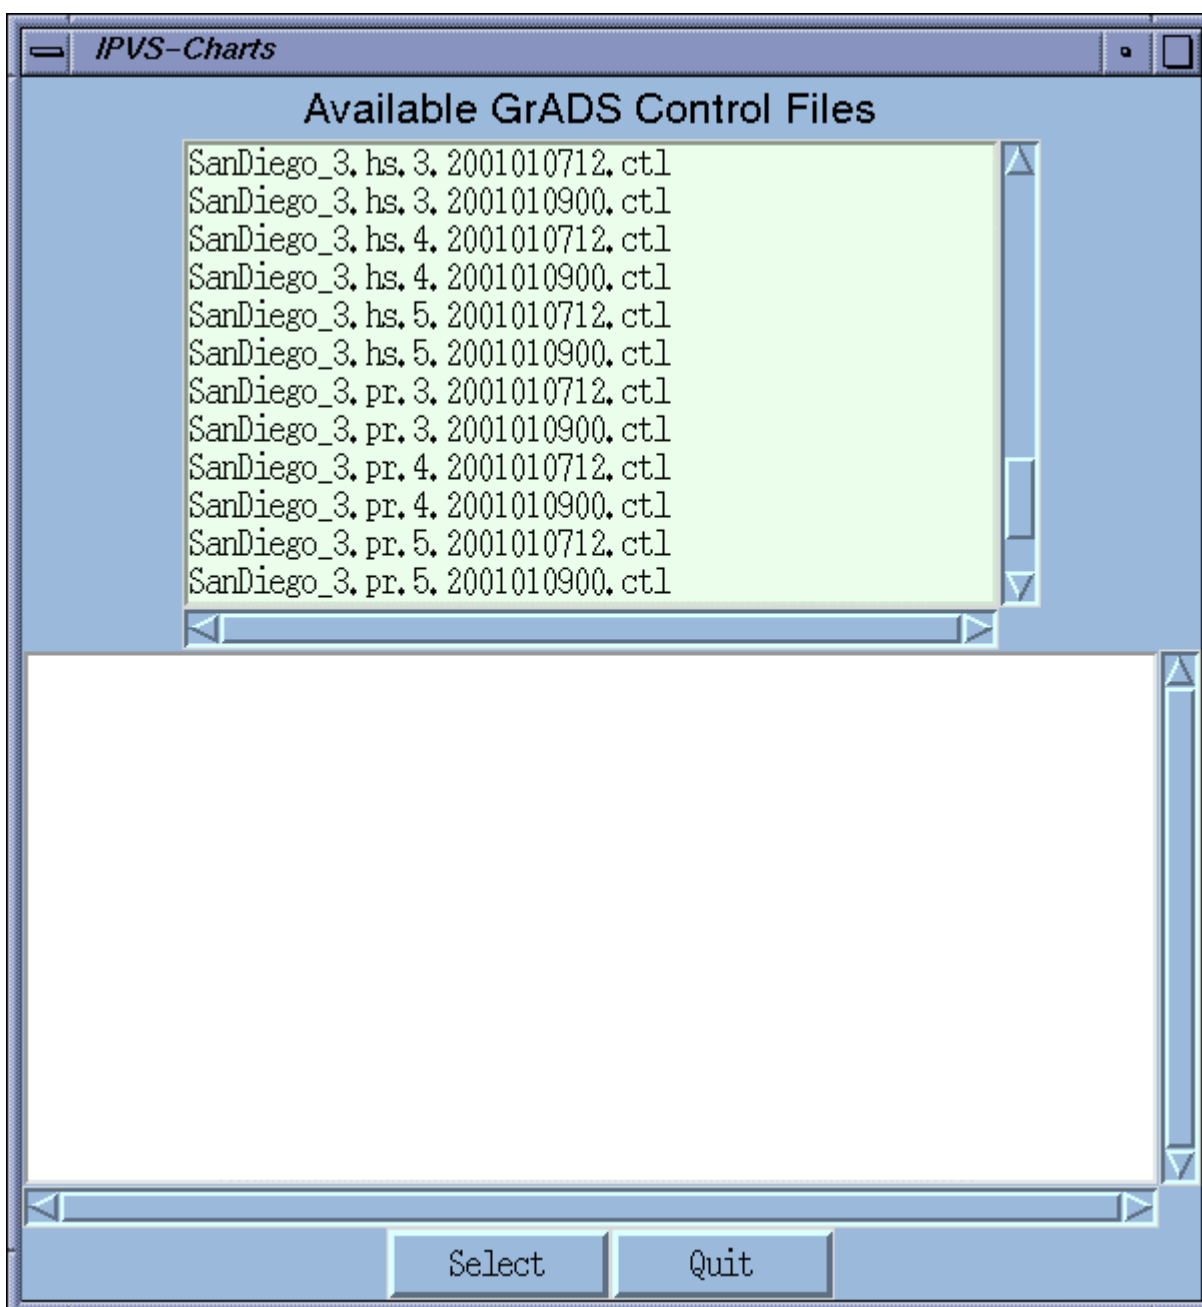 IPVS-Charts
Available GrADS Control Files
SanDiego_3.hs.3.2001010712.ctl
SanDiego_3.hs.3.2001010900.ctl
SanDiego_3.hs.4.2001010712.ctl
SanDiego_3.hs.4.2001010900.ctl
SanDiego_3.hs.5.2001010712.ctl
SanDiego_3.hs.5.2001010900.ctl
SanDiego_3.pr.3.2001010712.ctl
SanDiego_3.pr.3.2001010900.ctl
SanDiego_3.pr.4.2001010712.ctl
SanDiego_3.pr.4.2001010900.ctl
SanDiego_3.pr.5.2001010712.ctl
SanDiego_3.pr.5.2001010900.ctl
Select Quit